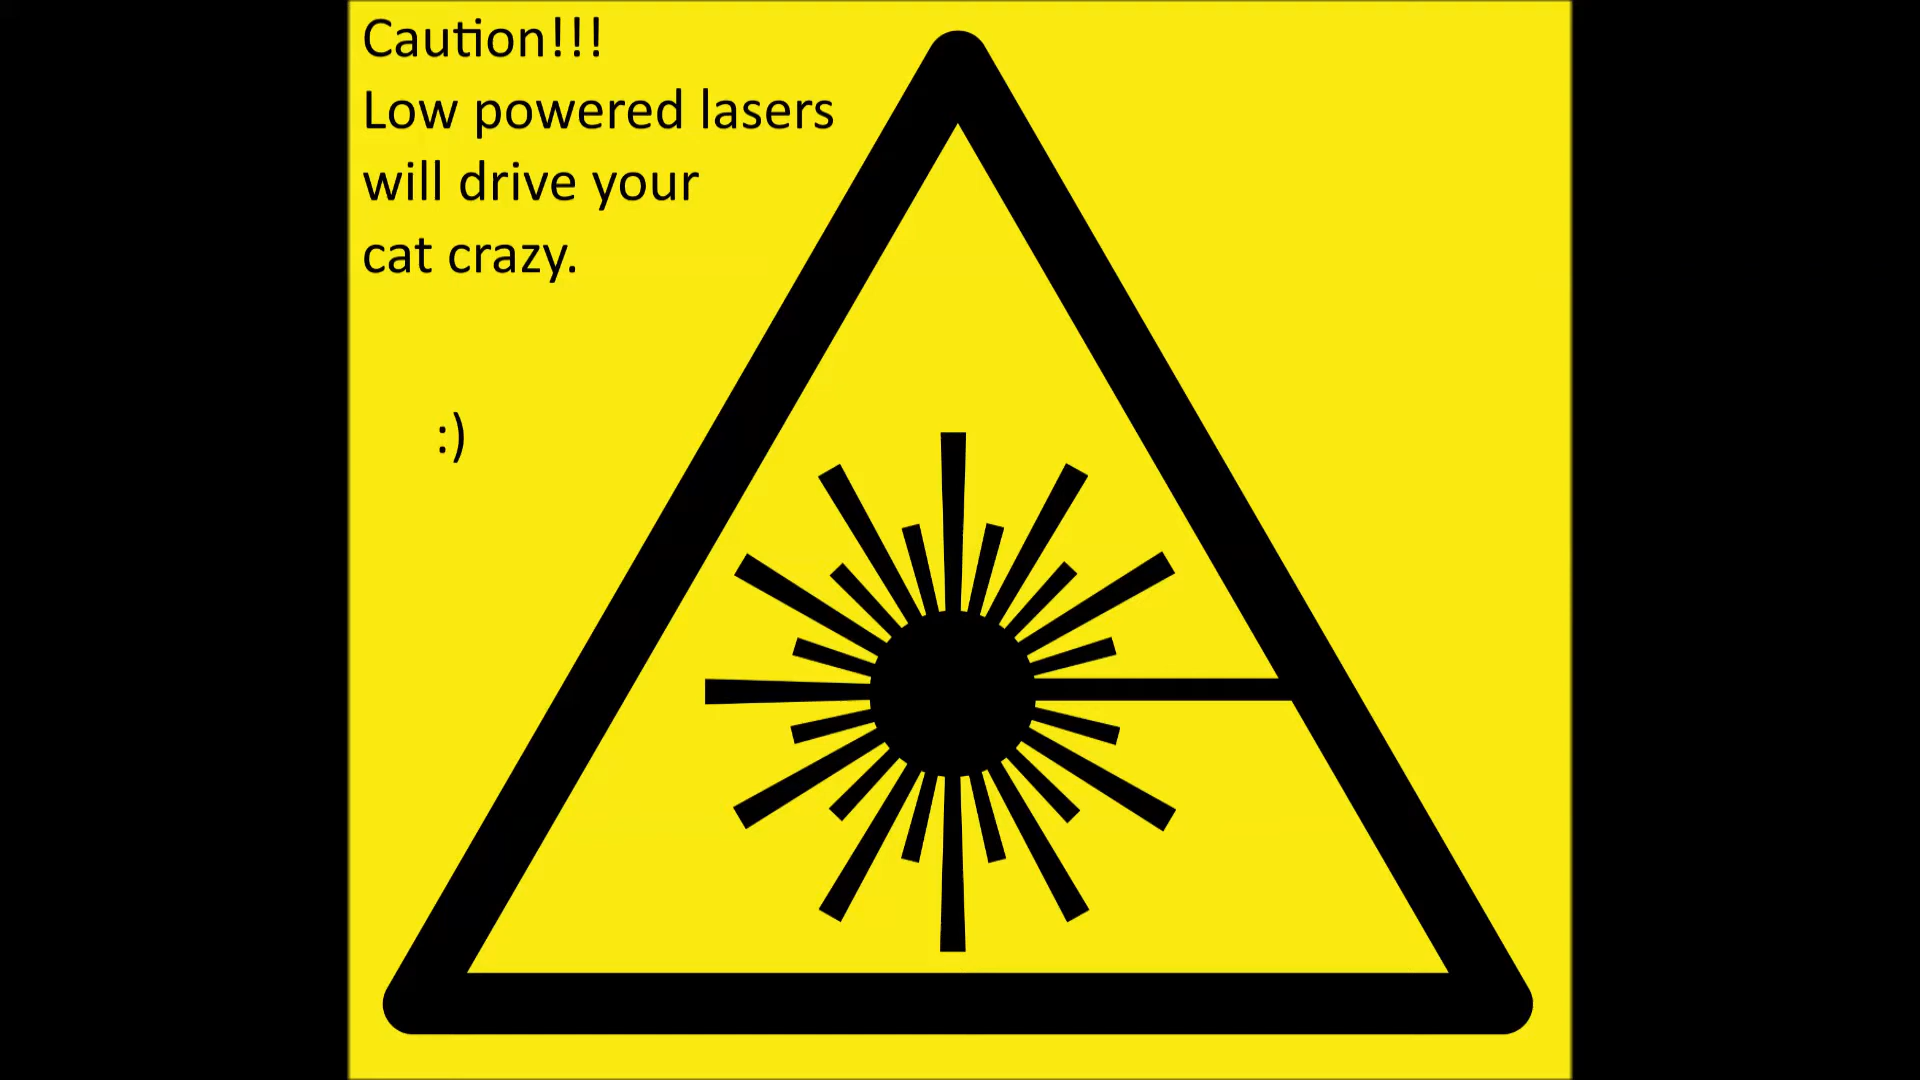 Caution!!!
Low powered lasers
will drive your
cat crazy.
:)